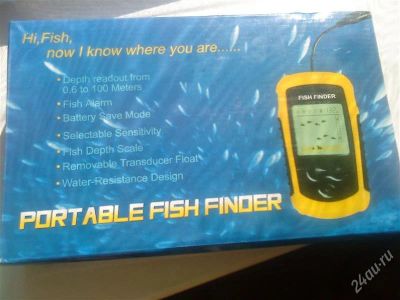 Hi,Fish,
now I know where you are......
• Depth readout from
0.6 to 100 Meters
• Fish Alarm
• Battery Save Mode
• Selectable Sensitivity
• Fish Depth Scale
• Removable Transducer Float
• Water-Resistance Design
FISH FINDER
PORTABLE FISH FINDER
24au.ru